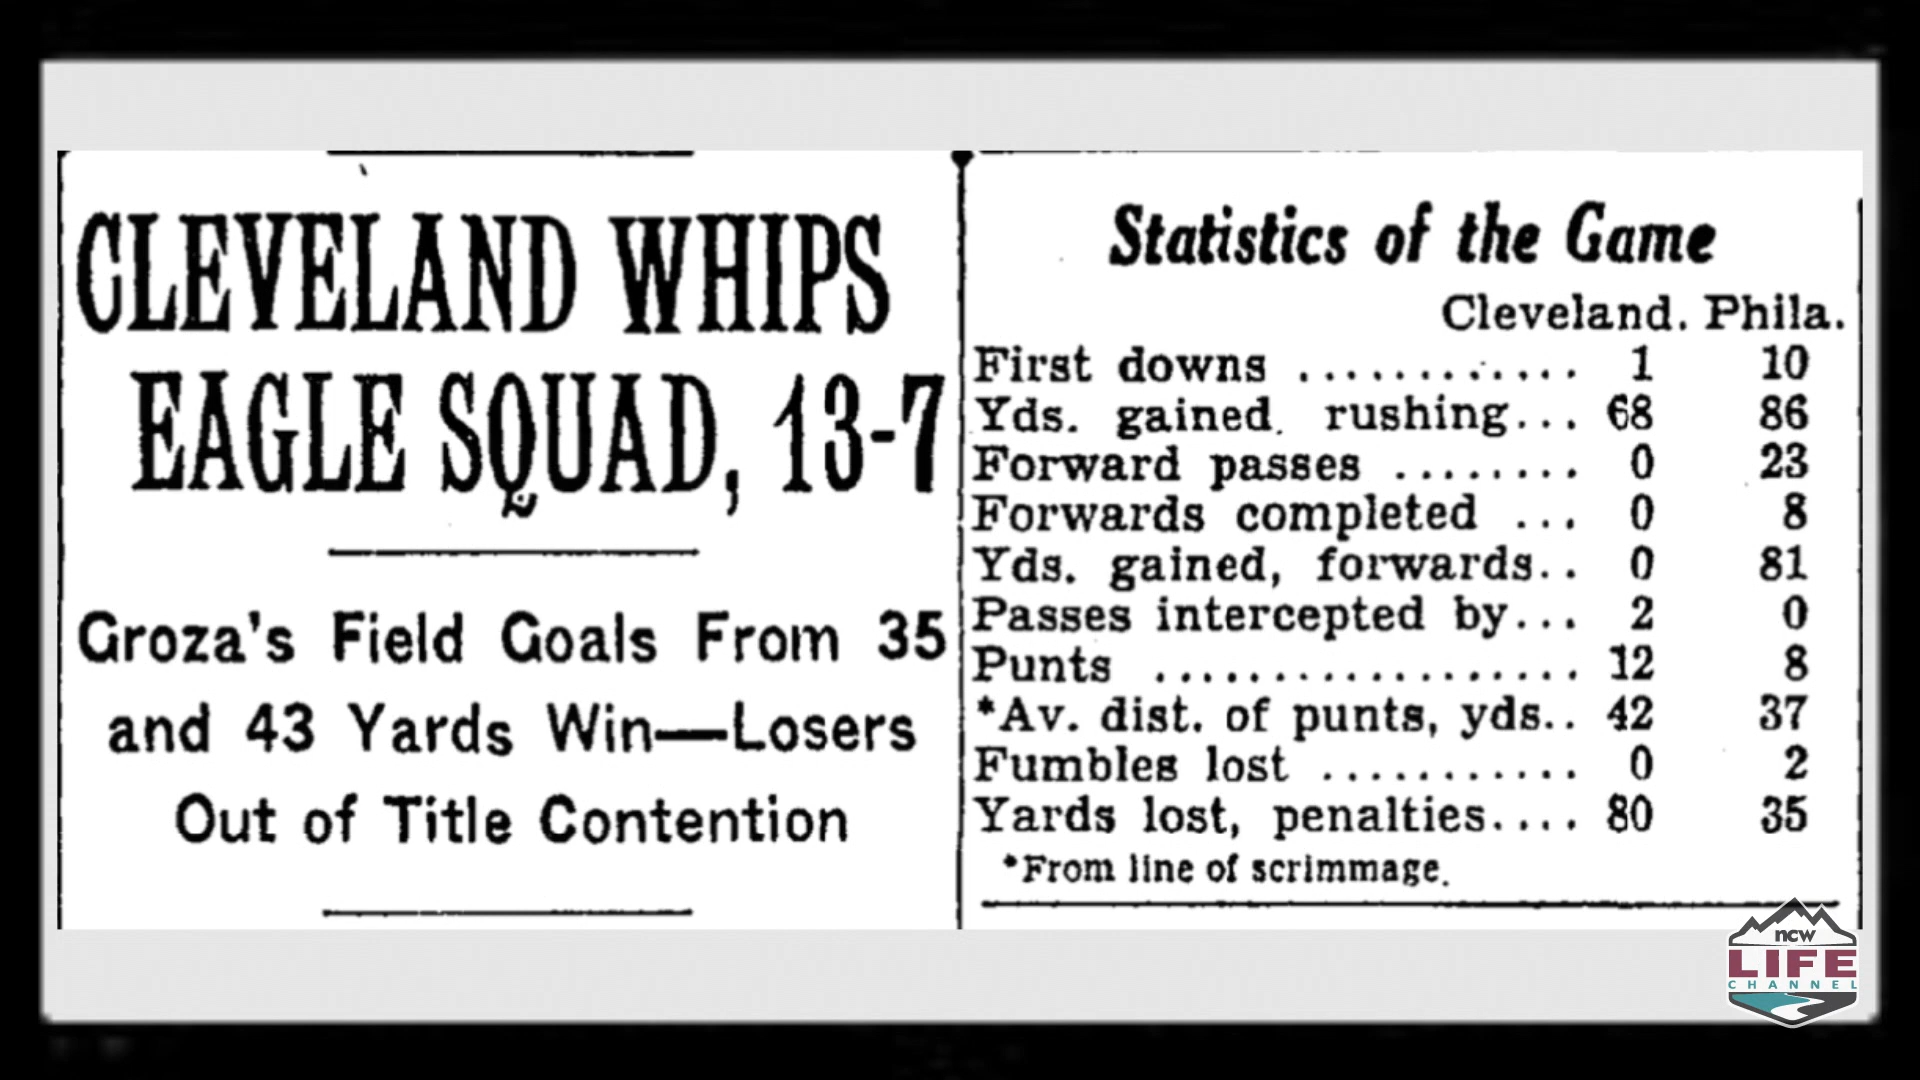 CLEVELAND WHIPS
EAGLE SQUAD, 13-7
Groza's Field Goals From 35
and 43 Yards Win—Losers
Out of Title Contention
Statistics of the Game
Cleveland. Phila.
First downs ............ 1 10
Yds. gained, rushing... 68 86
Forward passes ........ 0 23
Forwards completed ... 0 8
Yds. gained, forwards.. 0 81
Passes intercepted by... 2 0
Punts ................. 12 8
*Av. dist. of punts, yds.. 42 37
Fumbles lost ........... 0 2
Yards lost, penalties.... 80 35
*From line of scrimmage.
ncw
LIFE
CHANNEL